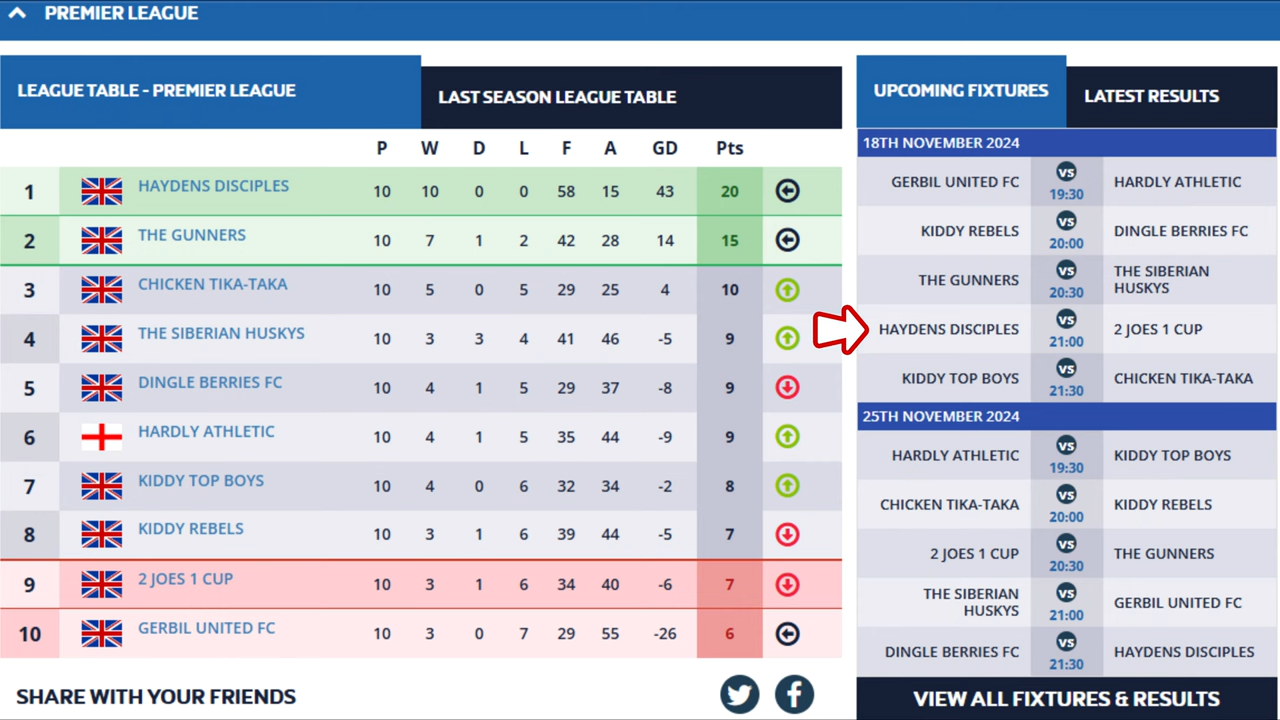 PREMIER LEAGUE
LEAGUE TABLE - PREMIER LEAGUE
LAST SEASON LEAGUE TABLE
P W D L F A GD Pts
1 HAYDENS DISCIPLES 10 10 0 0 58 15 43 20
2 THE GUNNERS 10 7 1 2 42 28 14 15
3 CHICKEN TIKA-TAKA 10 5 0 5 29 25 4 10
4 THE SIBERIAN HUSKYS 10 3 3 4 41 46 -5 9
5 DINGLE BERRIES FC 10 4 1 5 29 37 -8 9
6 HARDLY ATHLETIC 10 4 1 5 35 44 -9 9
7 KIDDY TOP BOYS 10 4 0 6 32 34 -2 8
8 KIDDY REBELS 10 3 1 6 39 44 -5 7
9 2 JOES 1 CUP 10 3 1 6 34 40 -6 7
10 GERBIL UNITED FC 10 3 0 7 29 55 -26 6
SHARE WITH YOUR FRIENDS
UPCOMING FIXTURES
LATEST RESULTS
18TH NOVEMBER 2024
GERBIL UNITED FC vs HARDLY ATHLETIC
19:30
KIDDY REBELS vs DINGLE BERRIES FC
20:00
THE GUNNERS vs THE SIBERIAN
20:30 HUSKYS
HAYDENS DISCIPLES vs 2 JOES 1 CUP
21:00
KIDDY TOP BOYS vs CHICKEN TIKA-TAKA
21:30
25TH NOVEMBER 2024
HARDLY ATHLETIC vs KIDDY TOP BOYS
19:30
CHICKEN TIKA-TAKA vs KIDDY REBELS
20:00
2 JOES 1 CUP vs THE GUNNERS
20:30
THE SIBERIAN vs GERBIL UNITED FC
HUSKYS 21:00
DINGLE BERRIES FC vs HAYDENS DISCIPLES
21:30
VIEW ALL FIXTURES & RESULTS